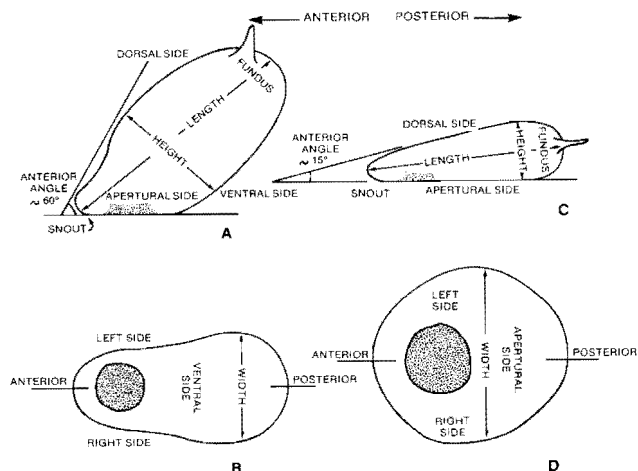 ANTERIOR POSTERIOR
DORSAL SIDE
FUNDUS
LENGTH
HEIGHT
ANTERIOR
ANGLE
~ 60°
APERTURAL SIDE
VENTRAL SIDE
SNOUT
A
DORSAL SIDE
ANTERIOR
ANGLE
~ 15°
LENGTH
HEIGHT
FUNDUS
SNOUT
APERTURAL SIDE
C
LEFT SIDE
ANTERIOR
VENTRAL
SIDE
WIDTH
POSTERIOR
RIGHT SIDE
B
LEFT
SIDE
ANTERIOR
WIDTH
APERTURAL
SIDE
POSTERIOR
RIGHT
SIDE
D